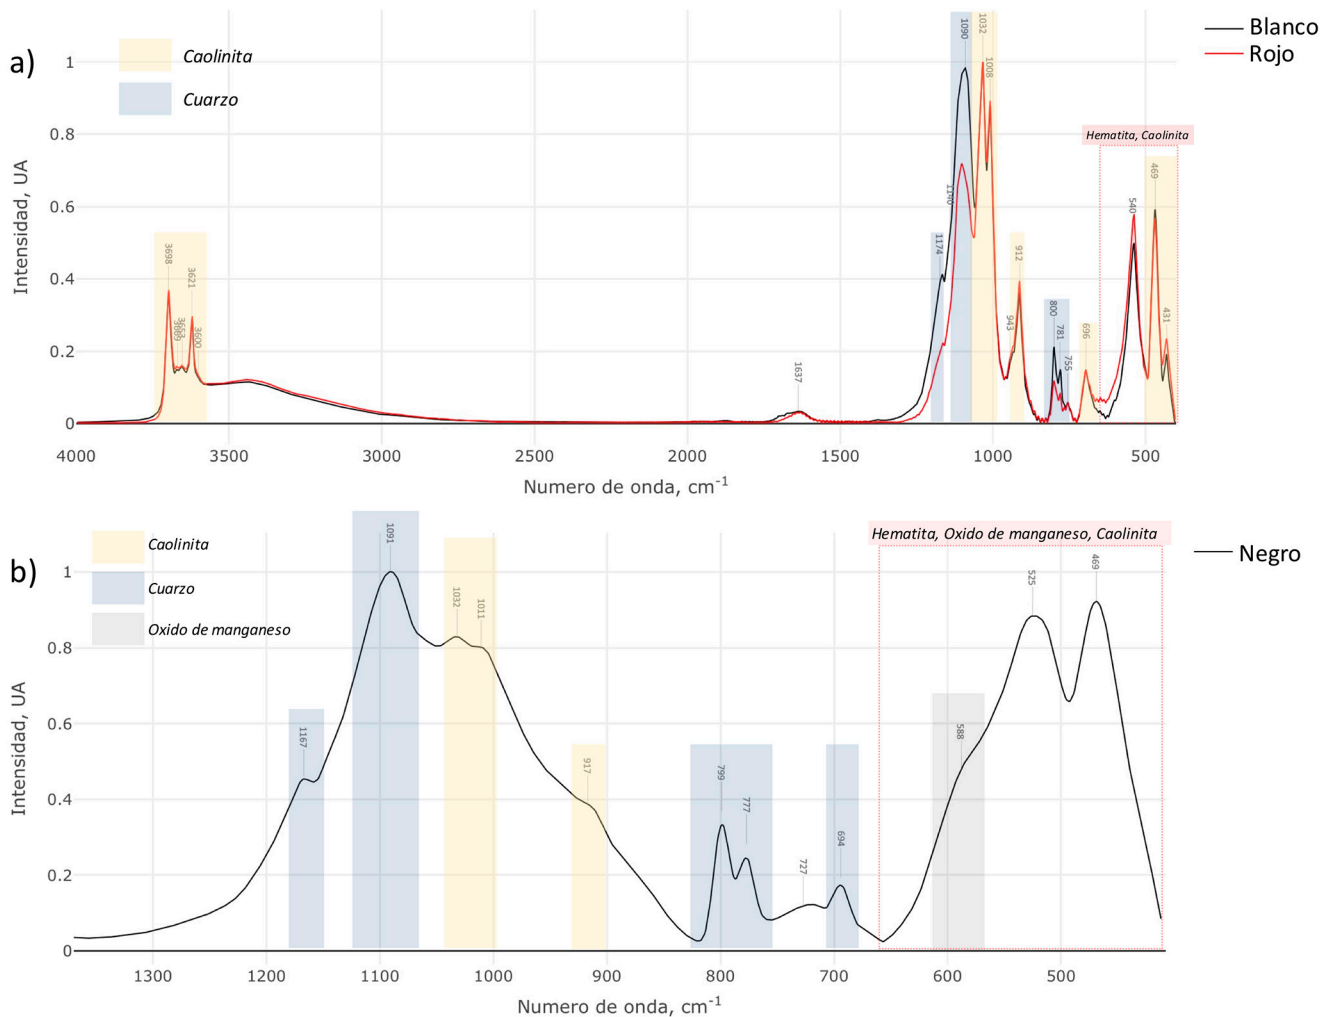 a)
Caolinita
Cuarzo
Blanco
Rojo
Hematita, Caolinita
3698
3669
3653
3621
3600
1637
1174
1140
1090
1032
1008
943
912
800
781
755
696
540
469
431
Intensidad, UA
1
0.8
0.6
0.4
0.2
0
4000 3500 3000 2500 2000 1500 1000 500
Numero de onda, cm-1
b)
Caolinita
Cuarzo
Oxido de manganeso
Negro
Hematita, Oxido de manganeso, Caolinita
1167
1091
1032
1011
917
799
777
727
694
588
525
469
Intensidad, UA
1
0.8
0.6
0.4
0.2
0
1300 1200 1100 1000 900 800 700 600 500
Numero de onda, cm-1